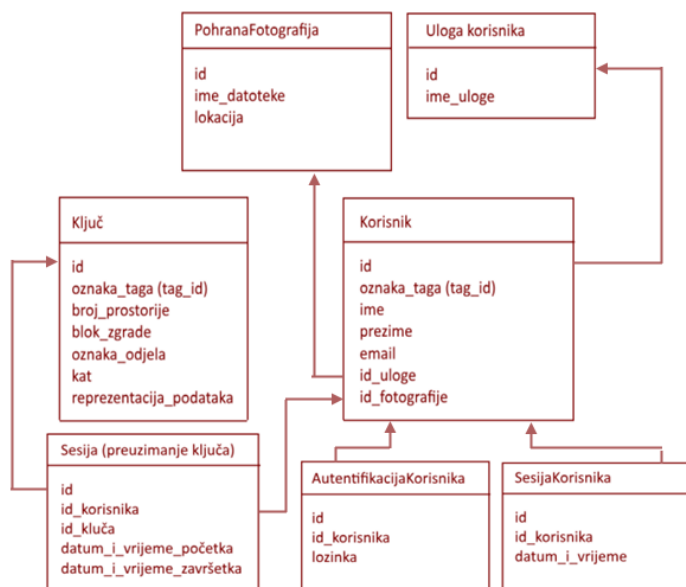 PohranaFotografija
id
ime_datoteke
lokacija
Uloga korisnika
id
ime_uloge
Ključ
id
oznaka_taga (tag_id)
broj_prostorije
blok_zgrade
oznaka_odjela
kat
reprezentacija_podataka
Korisnik
id
oznaka_taga (tag_id)
ime
prezime
email
id_uloge
id_fotografije
Sesija (preuzimanje ključa)
id
id_korisnika
id_kluča
datum_i_vrijeme_početka
datum_i_vrijeme_završetka
AutentifikacijaKorisnika
id
id_korisnika
lozinka
SesijaKorisnika
id
id_korisnika
datum_i_vrijeme